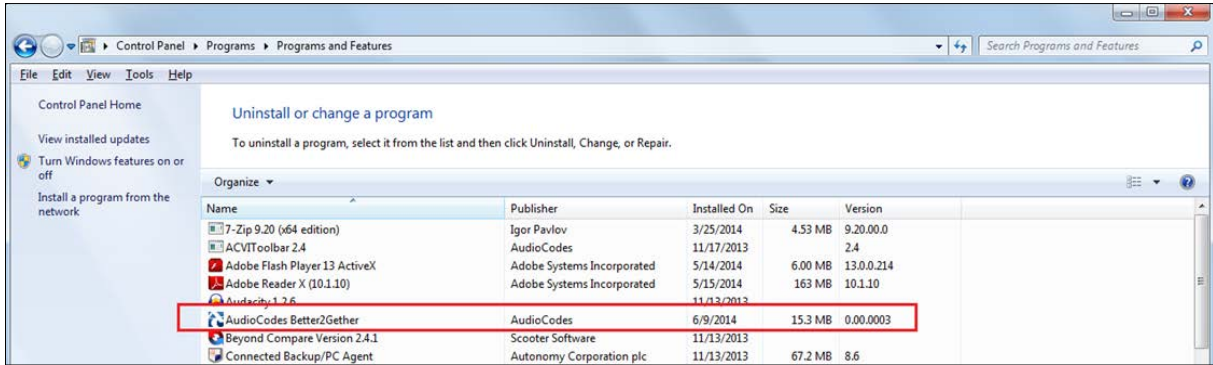 Control Panel Programs Programs and Features Search Programs and Features
File Edit View Tools Help
Control Panel Home
View installed updates
Turn Windows features on or off
Install a program from the network
Uninstall or change a program
To uninstall a program, select it from the list and then click Uninstall, Change, or Repair.
Organize
Name Publisher Installed On Size Version
7-Zip 9.20 (x64 edition) Igor Pavlov 3/25/2014 4.53 MB 9.20.00.0
ACVIToolbar 2.4 AudioCodes 11/17/2013 2.4
Adobe Flash Player 13 ActiveX Adobe Systems Incorporated 5/14/2014 6.00 MB 13.0.0.214
Adobe Reader X (10.1.10) Adobe Systems Incorporated 5/15/2014 163 MB 10.1.10
Audacity 1.2.6 11/13/2013
AudioCodes Better2Gether AudioCodes 6/9/2014 15.3 MB 0.00.0003
Beyond Compare Version 2.4.1 Scooter Software 11/13/2013
Connected Backup/PC Agent Autonomy Corporation plc 11/13/2013 67.2 MB 8.6